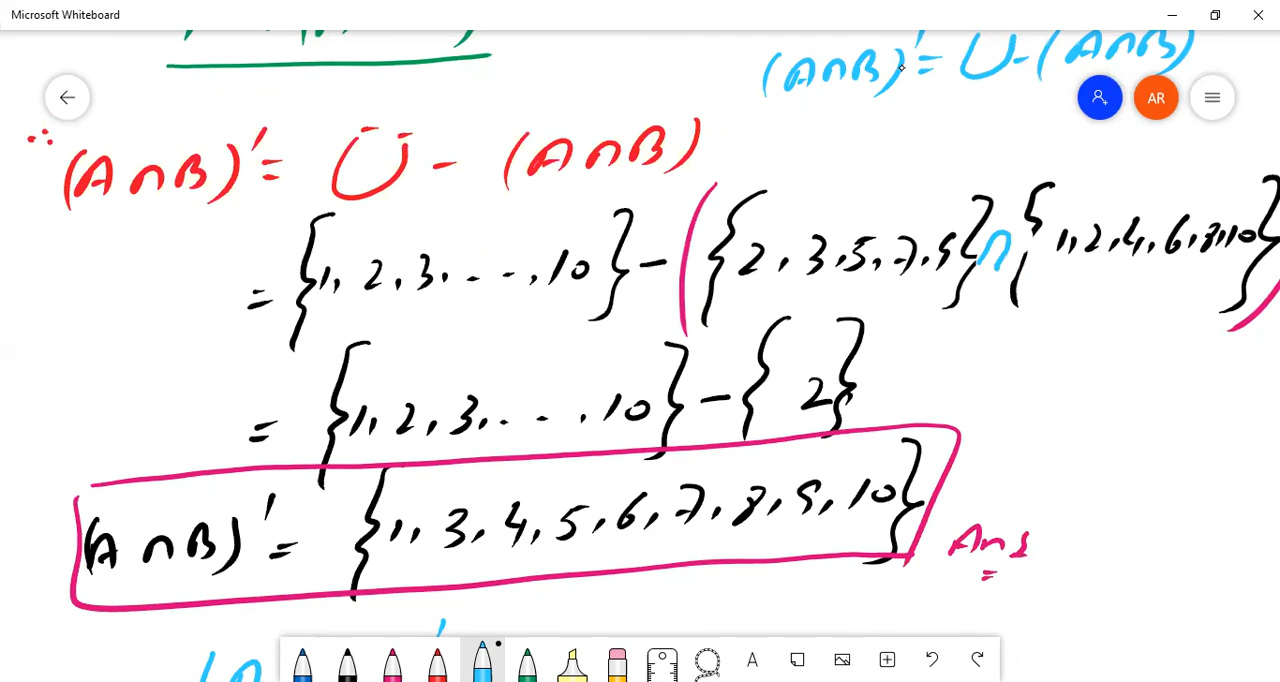 Microsoft Whiteboard
(A∩B)' = U - (A∩B)
AR
∴ (A∩B)' = U - (A∩B)
= {1, 2, 3, ..., 10} - ({2, 3, 5, 7, 9} ∩ {1, 2, 4, 6, 8, 10})
= {1, 2, 3, ..., 10} - {2}
(A∩B)' = {1, 3, 4, 5, 6, 7, 8, 9, 10}
Ans
A